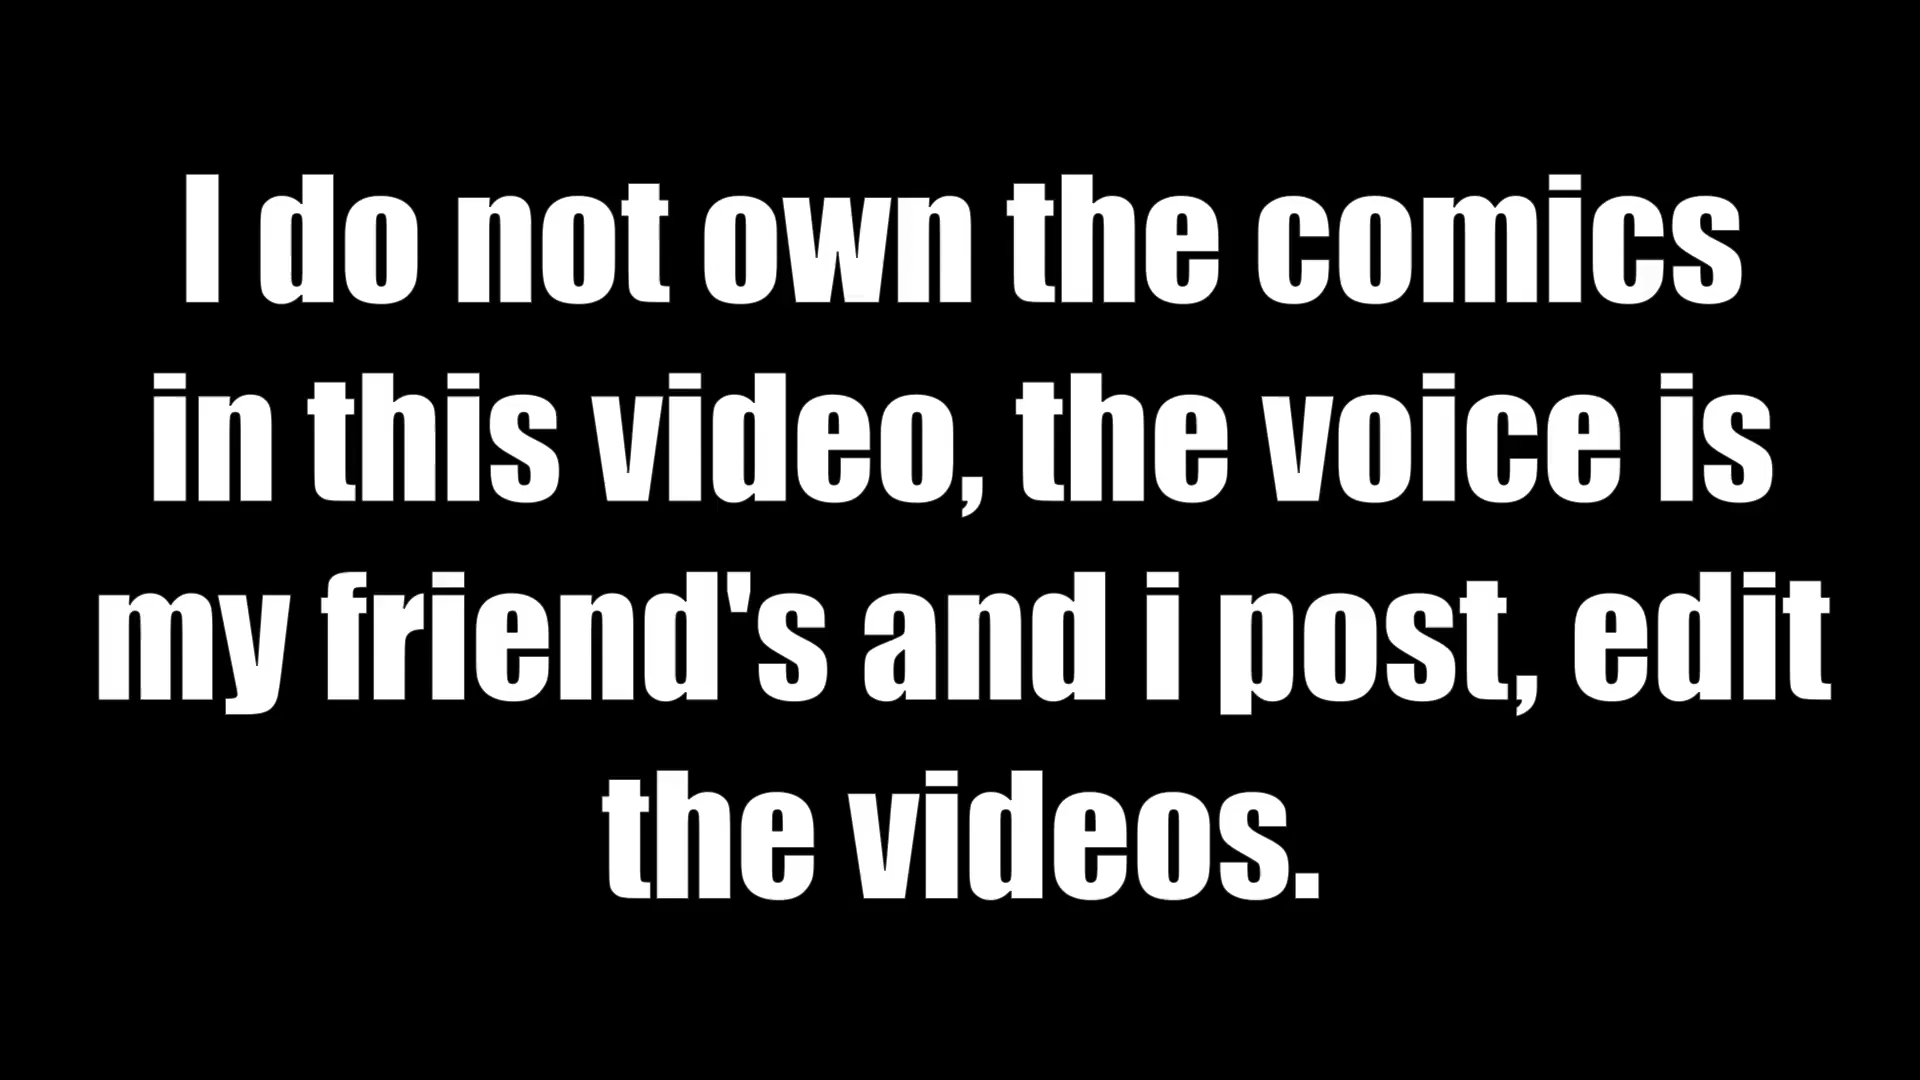 I do not own the comics
in this video, the voice is
my friend's and i post, edit
the videos.